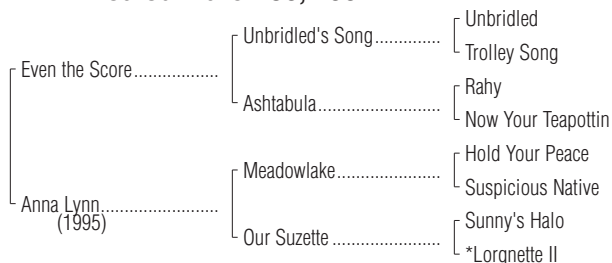 Unbridled
Unbridled's Song..............
Trolley Song
Even the Score.................
Rahy
Ashtabula.........................
Now Your Teapottin
Hold Your Peace
Meadowlake.....................
Suspicious Native
Anna Lynn........................
(1995)
Sunny's Halo
Our Suzette ......................
*Lorgnette II